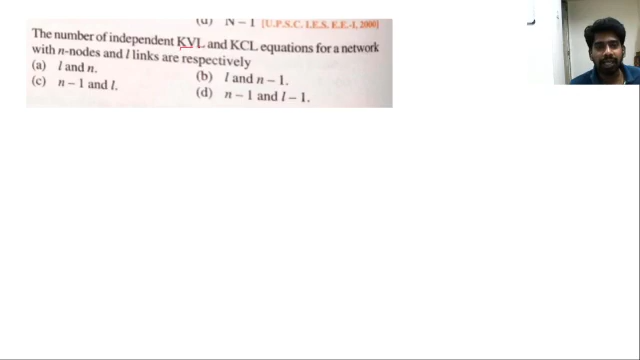 (d) N – 1 [U.P.S.C. I.E.S. E.E.-I, 2000]
The number of independent KVL and KCL equations for a network
with n-nodes and l links are respectively
(a) l and n. (b) l and n – 1.
(c) n – 1 and l. (d) n – 1 and l – 1.